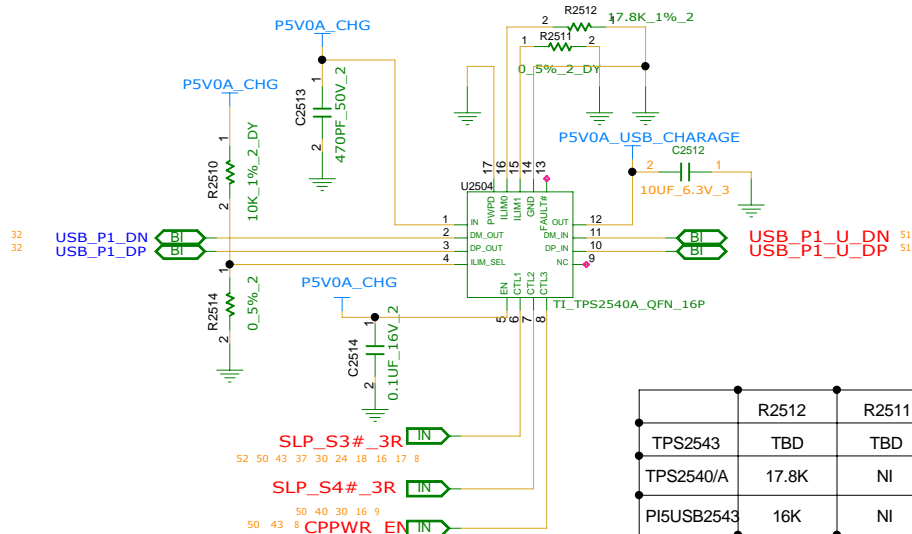 R2512
2 17.8K_1%_2 1
P5V0A_CHG
R2511
1 2
0_5%_2_DY
P5V0A_CHG
1
C2513
470PF_50V_2
2
1
R2510
10K_1%_2_DY
2
P5V0A_USB_CHARAGE
C2512
2 1
10UF_6.3V_3
17 16 15 14 13
U2504
PWPD ILIM0 ILIM1 GND FAULT#
1 IN OUT 12
32 USB_P1_DN BI 2 DM_OUT DM_IN 11 BI USB_P1_U_DN 51
32 USB_P1_DP BI 3 DP_OUT DP_IN 10 BI USB_P1_U_DP 51
4 ILIM_SEL NC 9
EN CTL1 CTL2 CTL3
5 6 7 8
TI_TPS2540A_QFN_16P
1
R2514
0_5%_2
2
P5V0A_CHG
1
C2514
0.1UF_16V_2
2
SLP_S3#_3R IN
52 50 43 37 30 24 18 16 17 8
SLP_S4#_3R IN
50 40 30 16 9
50 43 8 CPPWR_EN IN
R2512 R2511
TPS2543 TBD TBD
TPS2540/A 17.8K NI
PI5USB2543 16K NI